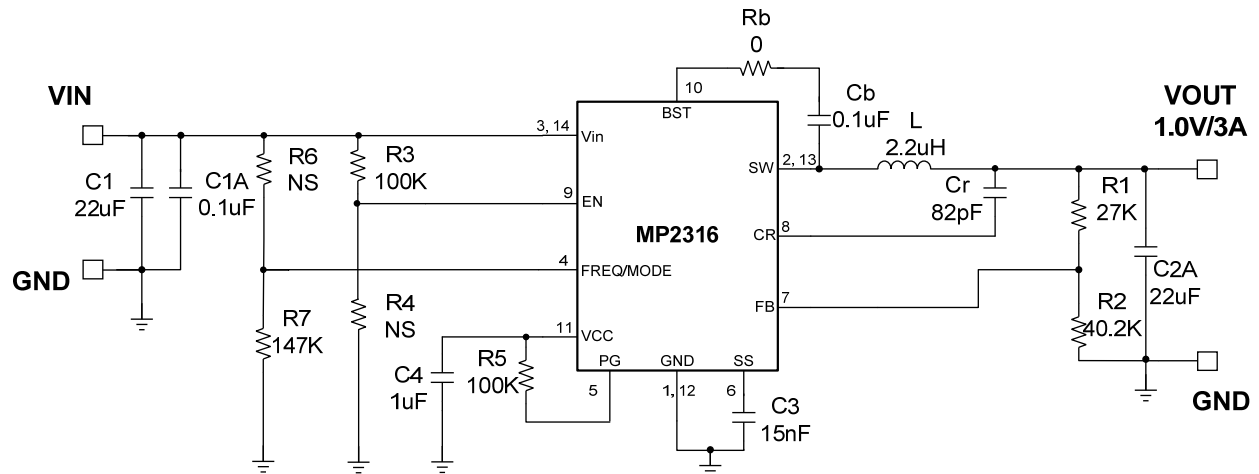 Rb
0
10
BST
VIN
3, 14
Vin
Cb
0.1uF
L
2.2uH
VOUT
1.0V/3A
R6
NS
R3
100K
C1
22uF
C1A
0.1uF
SW
2, 13
9
EN
Cr
82pF
R1
27K
MP2316
CR
8
GND
4
FREQ/MODE
C2A
22uF
FB
7
R4
NS
R2
40.2K
R7
147K
11
VCC
R5
100K
PG
GND
SS
C4
1uF
5
1, 12
6
C3
15nF
GND